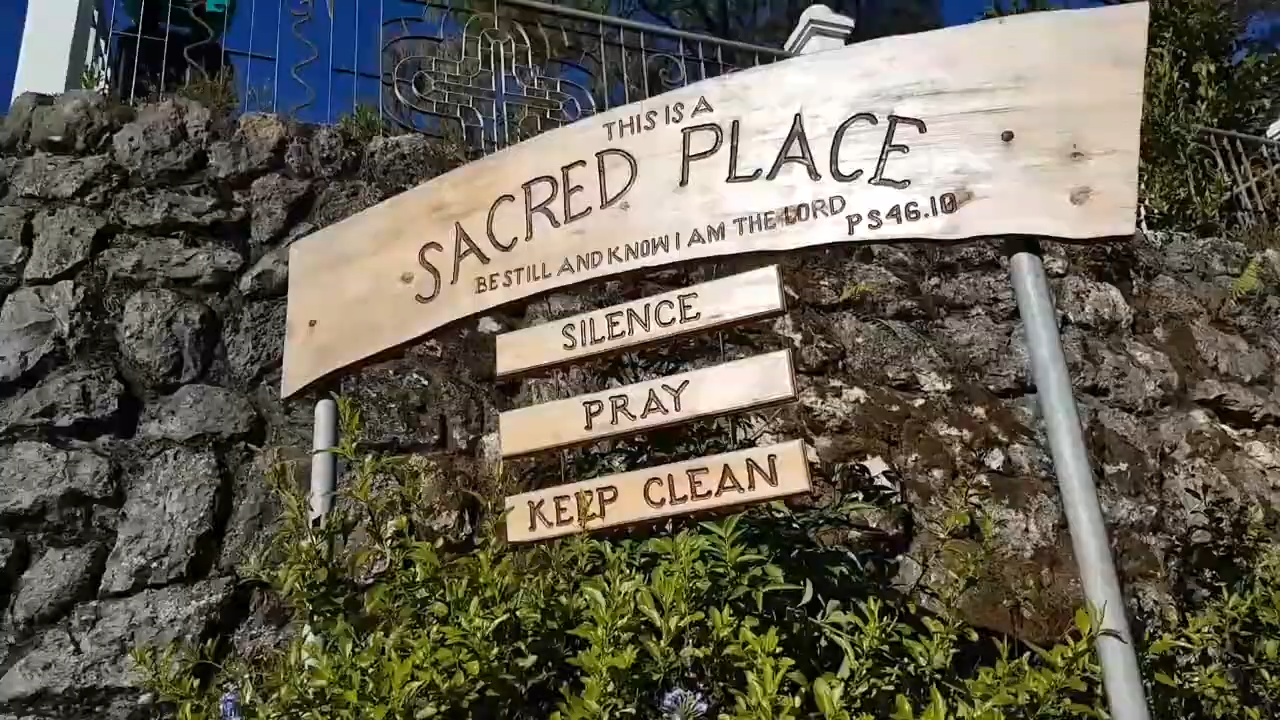 THIS IS A
SACRED PLACE
BE STILL AND KNOW I AM THE LORD
PS46.10
SILENCE
PRAY
KEEP CLEAN